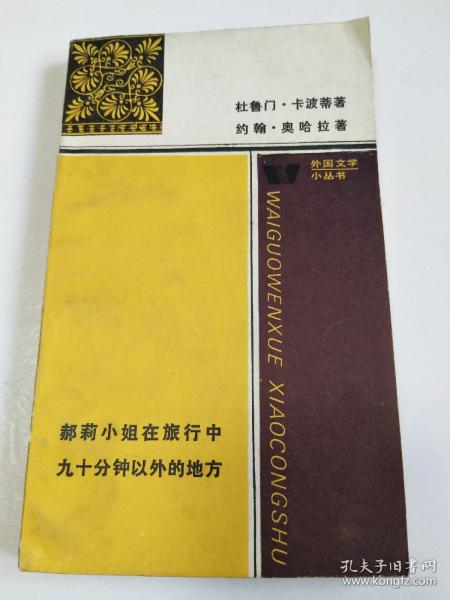 杜鲁门·卡波蒂著
约翰·奥哈拉著
外国文学
小丛书
WAIGUOWENXUE XIAOCONGSHU
郝莉小姐在旅行中
九十分钟以外的地方
孔夫子旧书网
www.kongfz.com